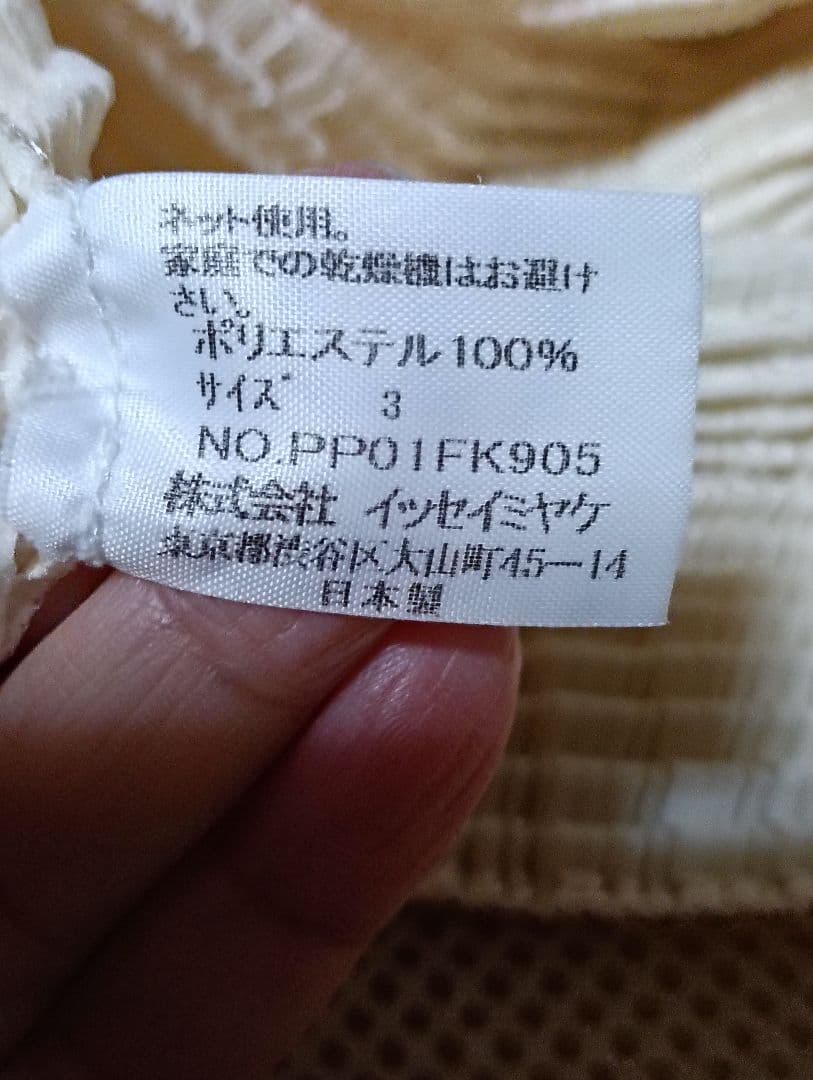 ネット使用。
家庭での乾燥機はお避け
さい。
ポリエステル100%
サイズ 3
NO.PP01FK905
株式会社 イッセイミヤケ
東京都渋谷区大山町45ー14
日本製